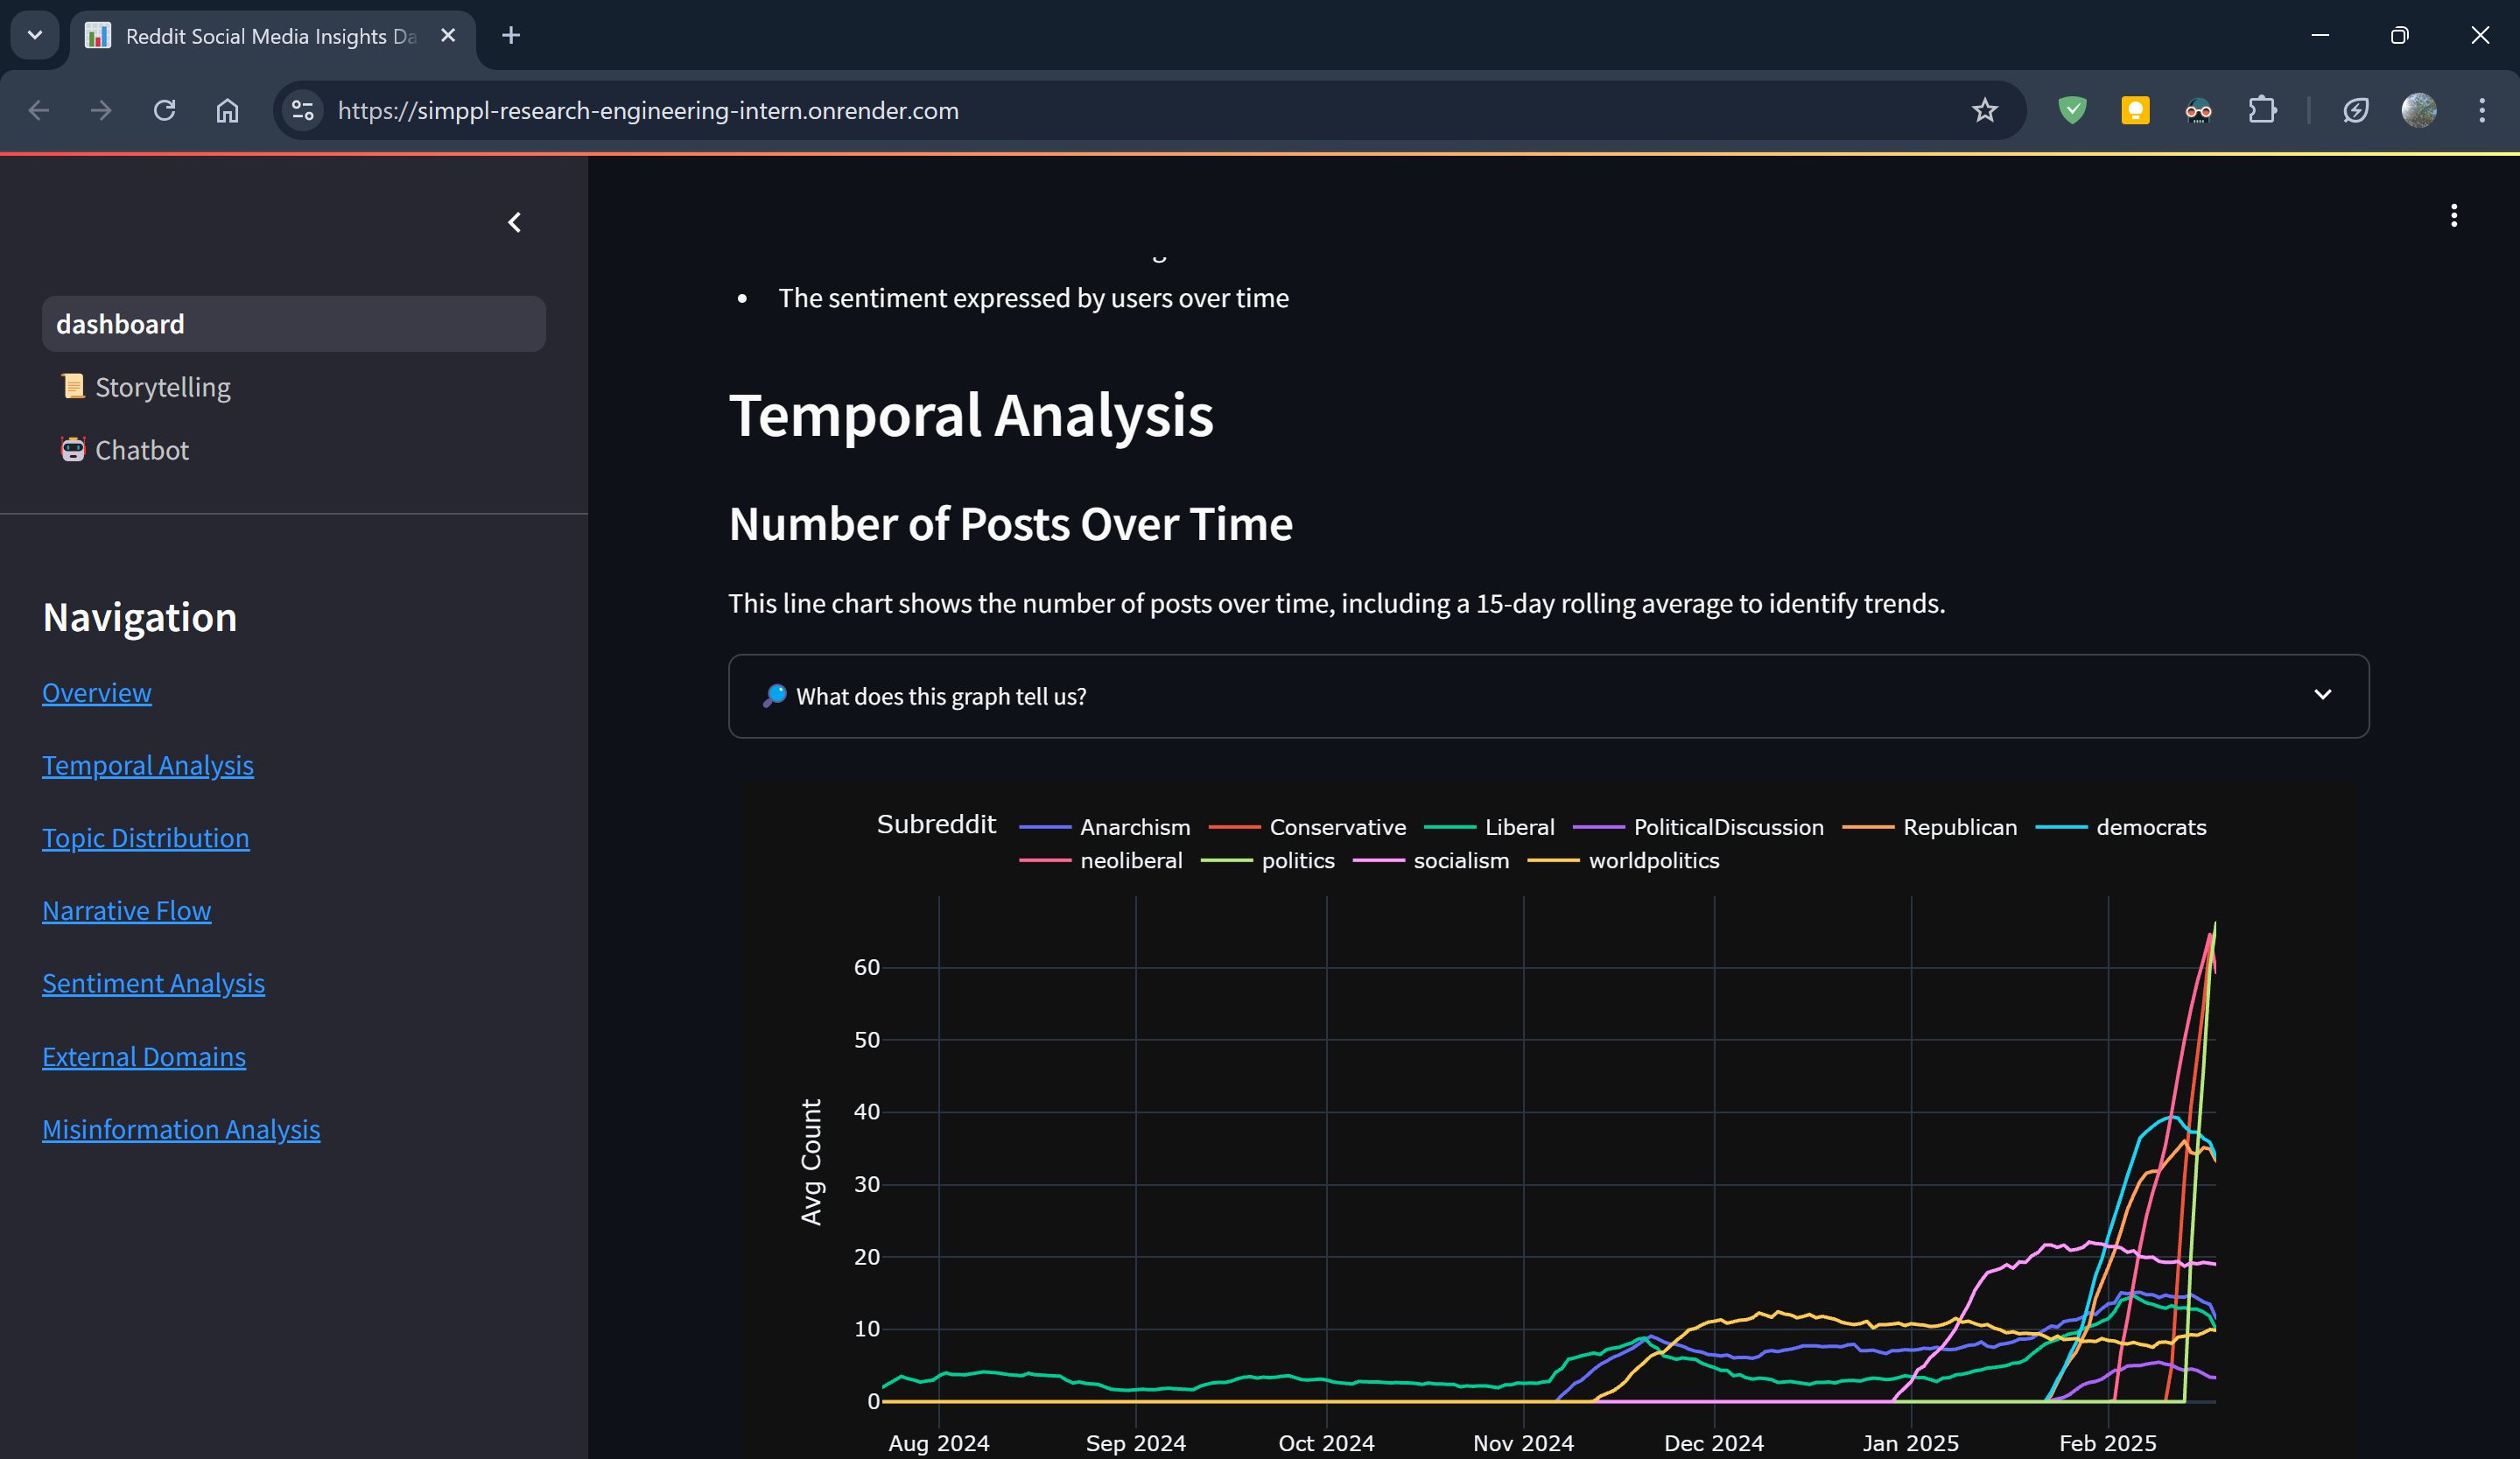 Reddit Social Media Insights Da
https://simppl-research-engineering-intern.onrender.com
dashboard
Storytelling
Chatbot
Navigation
Overview
Temporal Analysis
Topic Distribution
Narrative Flow
Sentiment Analysis
External Domains
Misinformation Analysis
The sentiment expressed by users over time
Temporal Analysis
Number of Posts Over Time
This line chart shows the number of posts over time, including a 15-day rolling average to identify trends.
What does this graph tell us?
Subreddit Anarchism Conservative Liberal PoliticalDiscussion Republican democrats
neoliberal politics socialism worldpolitics
60
50
40
30
20
10
0
Avg Count
Aug 2024 Sep 2024 Oct 2024 Nov 2024 Dec 2024 Jan 2025 Feb 2025